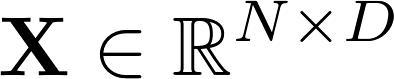 𝐗 ∈ ℝ^{N×D}